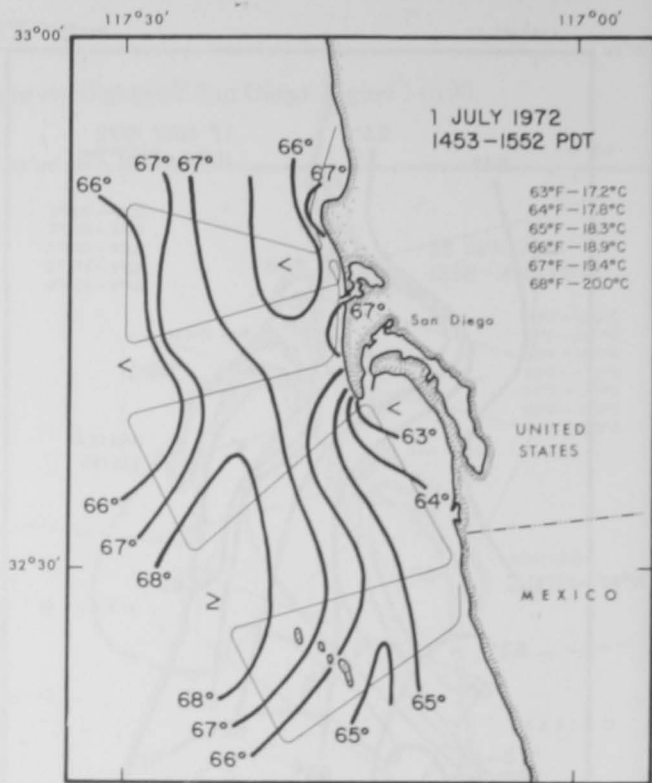 117°30′
117°00′
33°00′
1 JULY 1972
1453–1552 PDT
66°
67°
67°
66°
67°
63°F – 17.2°C
64°F – 17.8°C
65°F – 18.3°C
66°F – 18.9°C
67°F – 19.4°C
68°F – 20.0°C
<
67°
San Diego
<
<
63°
UNITED
STATES
64°
66°
67°
68°
32°30′
MEXICO
≥
68°
67°
66°
65°
65°